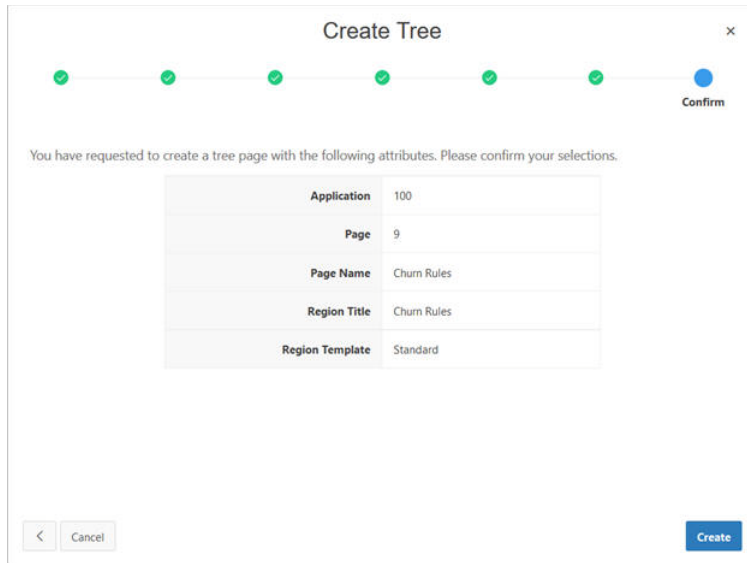 Create Tree
Confirm
You have requested to create a tree page with the following attributes. Please confirm your selections.
Application 100
Page 9
Page Name Churn Rules
Region Title Churn Rules
Region Template Standard
Cancel
Create